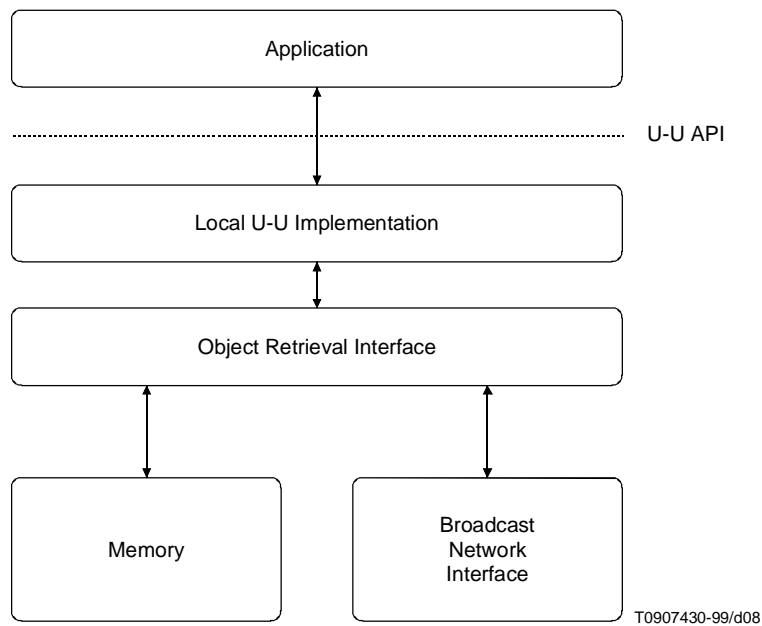 Application
U-U API
Local U-U Implementation
Object Retrieval Interface
Memory
Broadcast
Network
Interface
T0907430-99/d08